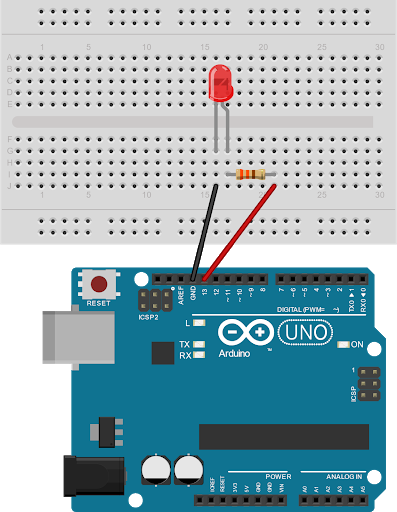 1 5 10 15 20 25 30
A
B
C
D
E
F
G
H
I
J
1 5 10 15 20 25 30
RESET
ICSP2
AREF
GND
13
12
~11
~10
~9
8
7
~6
~5
4
~3
2
TX0 1
RX0 0
DIGITAL (PWM= ~)
L
TX
RX
UNO
Arduino
™
ON
1
ICSP
POWER
ANALOG IN
IOREF
RESET
3V3
5V
GND
GND
VIN
A0
A1
A2
A3
A4
A5